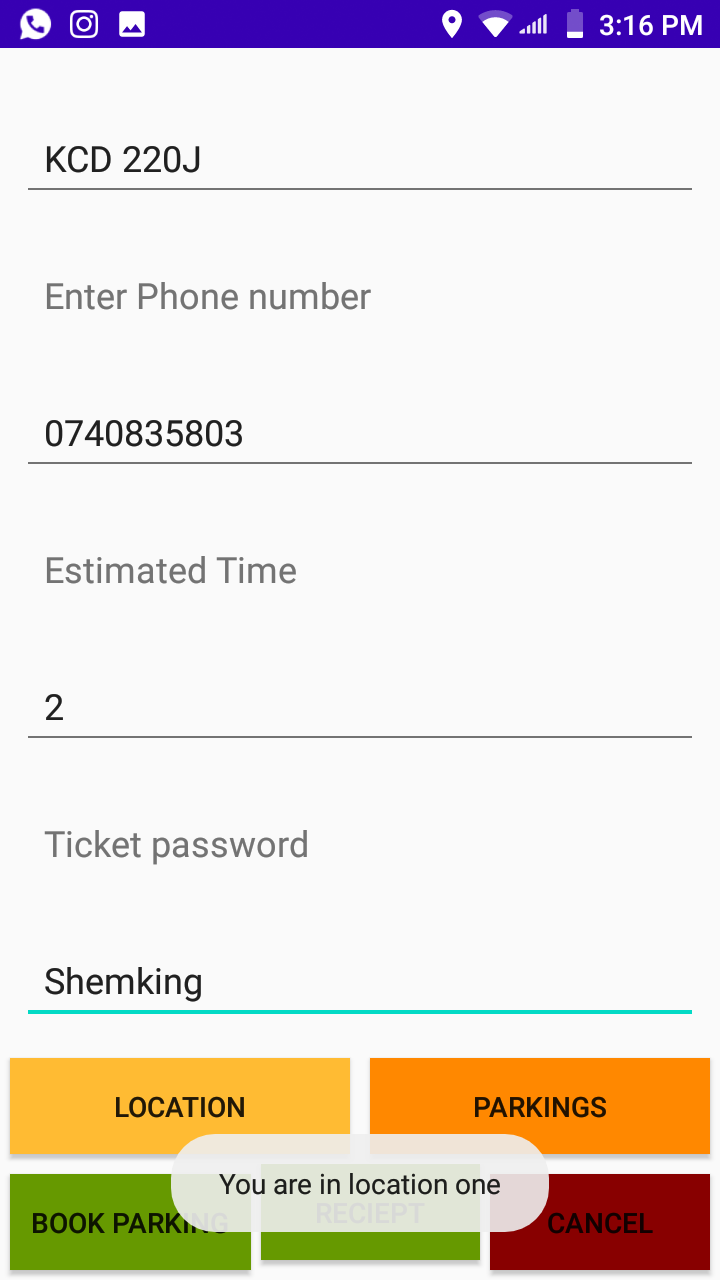 3:16 PM
KCD 220J
Enter Phone number
0740835803
Estimated Time
2
Ticket password
Shemking
LOCATION
PARKINGS
You are in location one
BOOK PARKING
RECIEPT
CANCEL